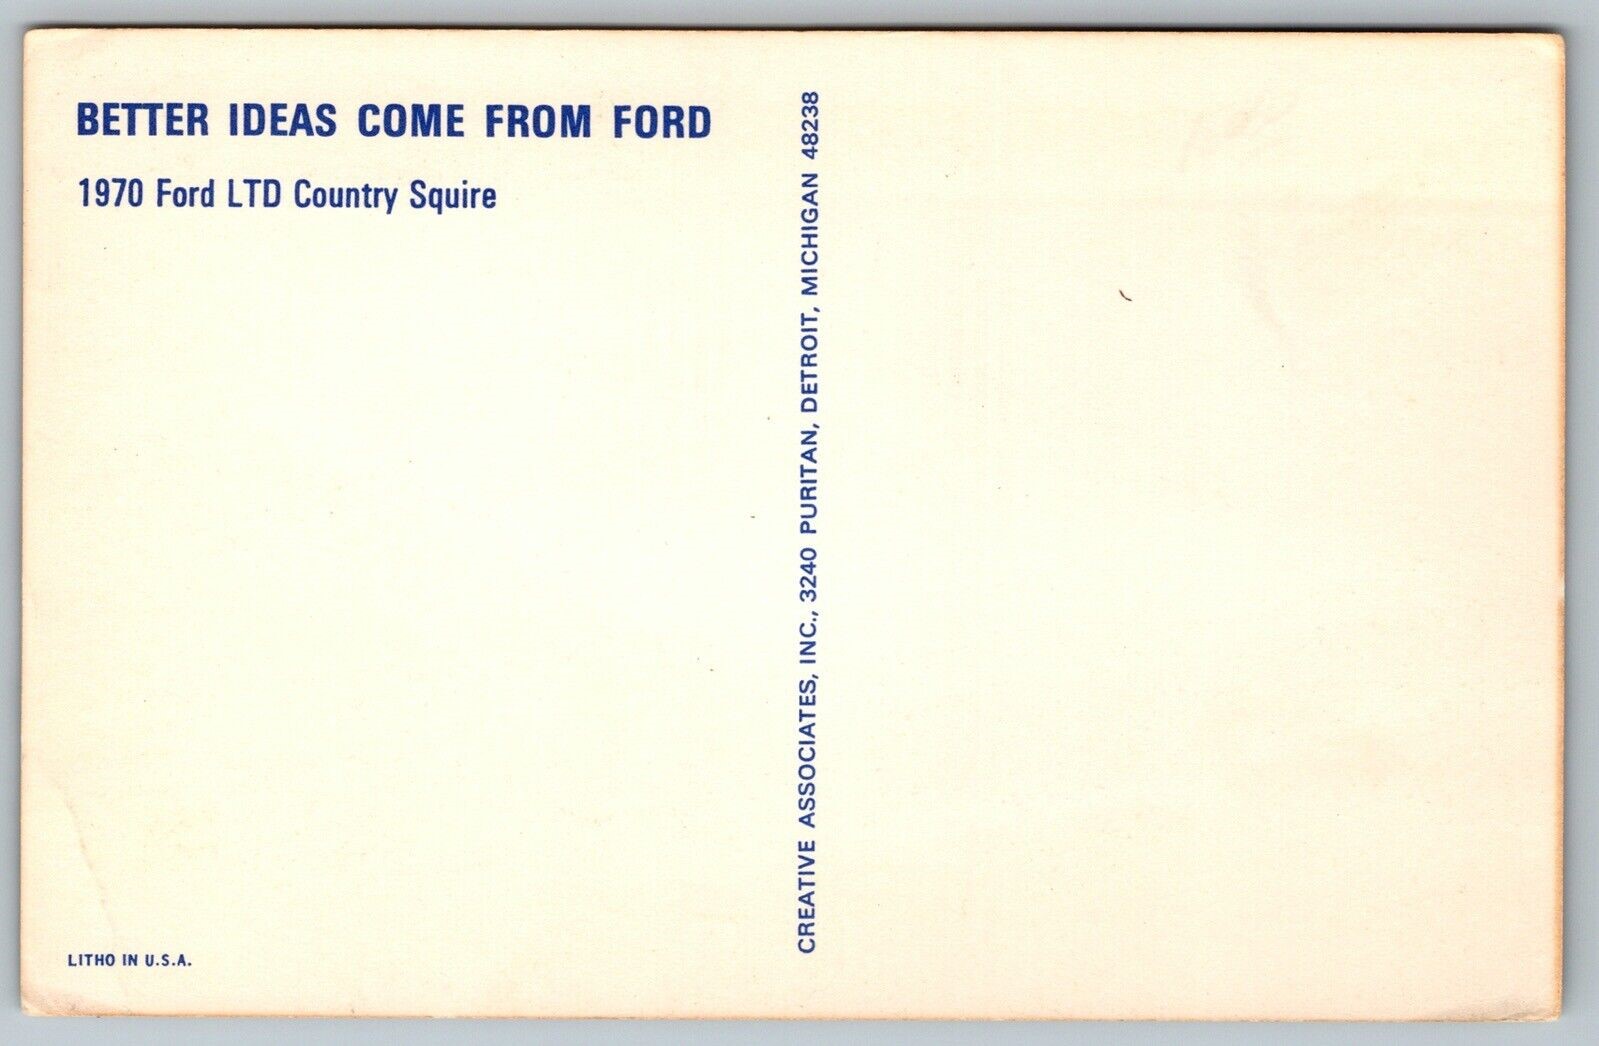 BETTER IDEAS COME FROM FORD
1970 Ford LTD Country Squire
CREATIVE ASSOCIATES, INC., 3240 PURITAN, DETROIT, MICHIGAN 48238
LITHO IN U.S.A.